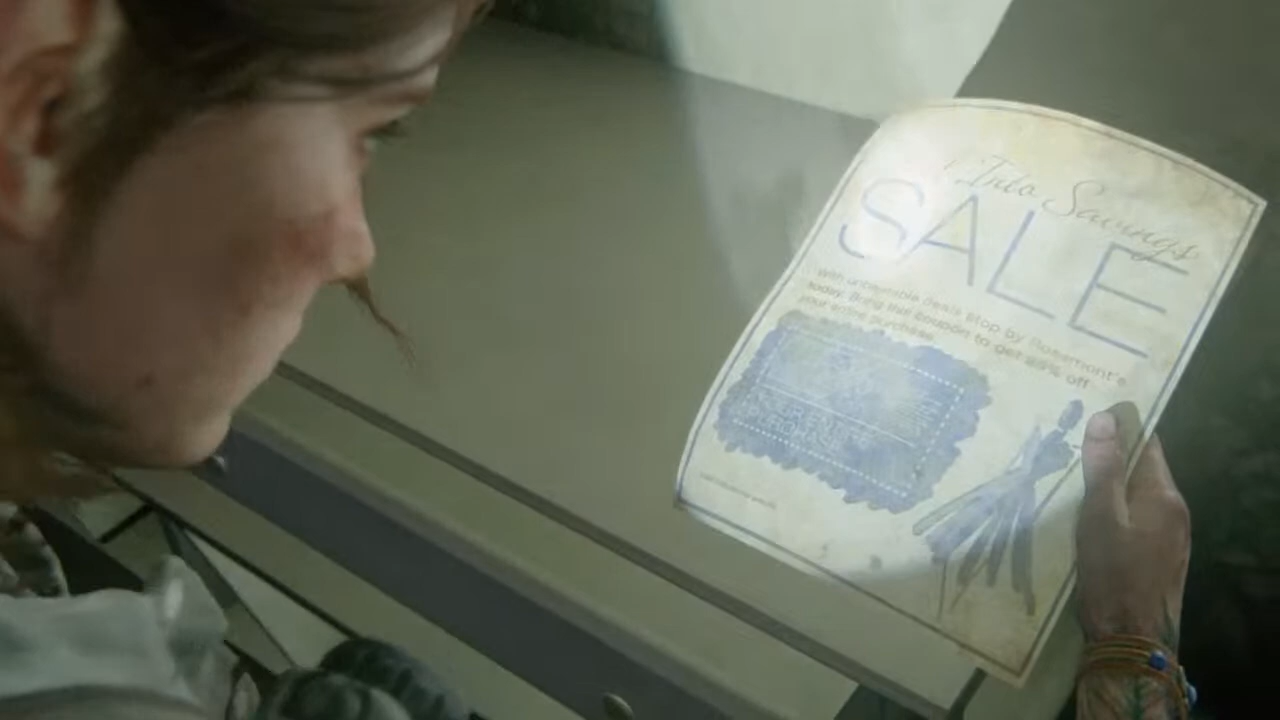 Into Savings
SALE
with unbeatable deals stop by Rosemont's
today. Bring this coupon to get 25% off
your entire purchase.